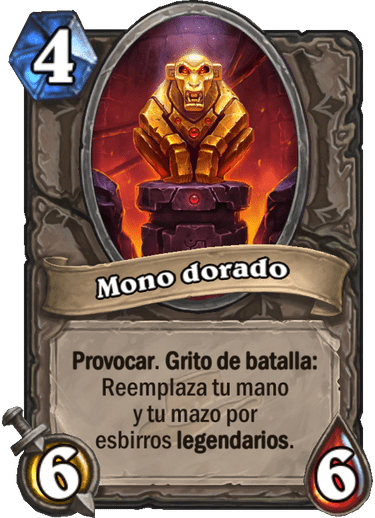 4
Mono dorado
Provocar. Grito de batalla:
Reemplaza tu mano
y tu mazo por
esbirros legendarios.
6 6